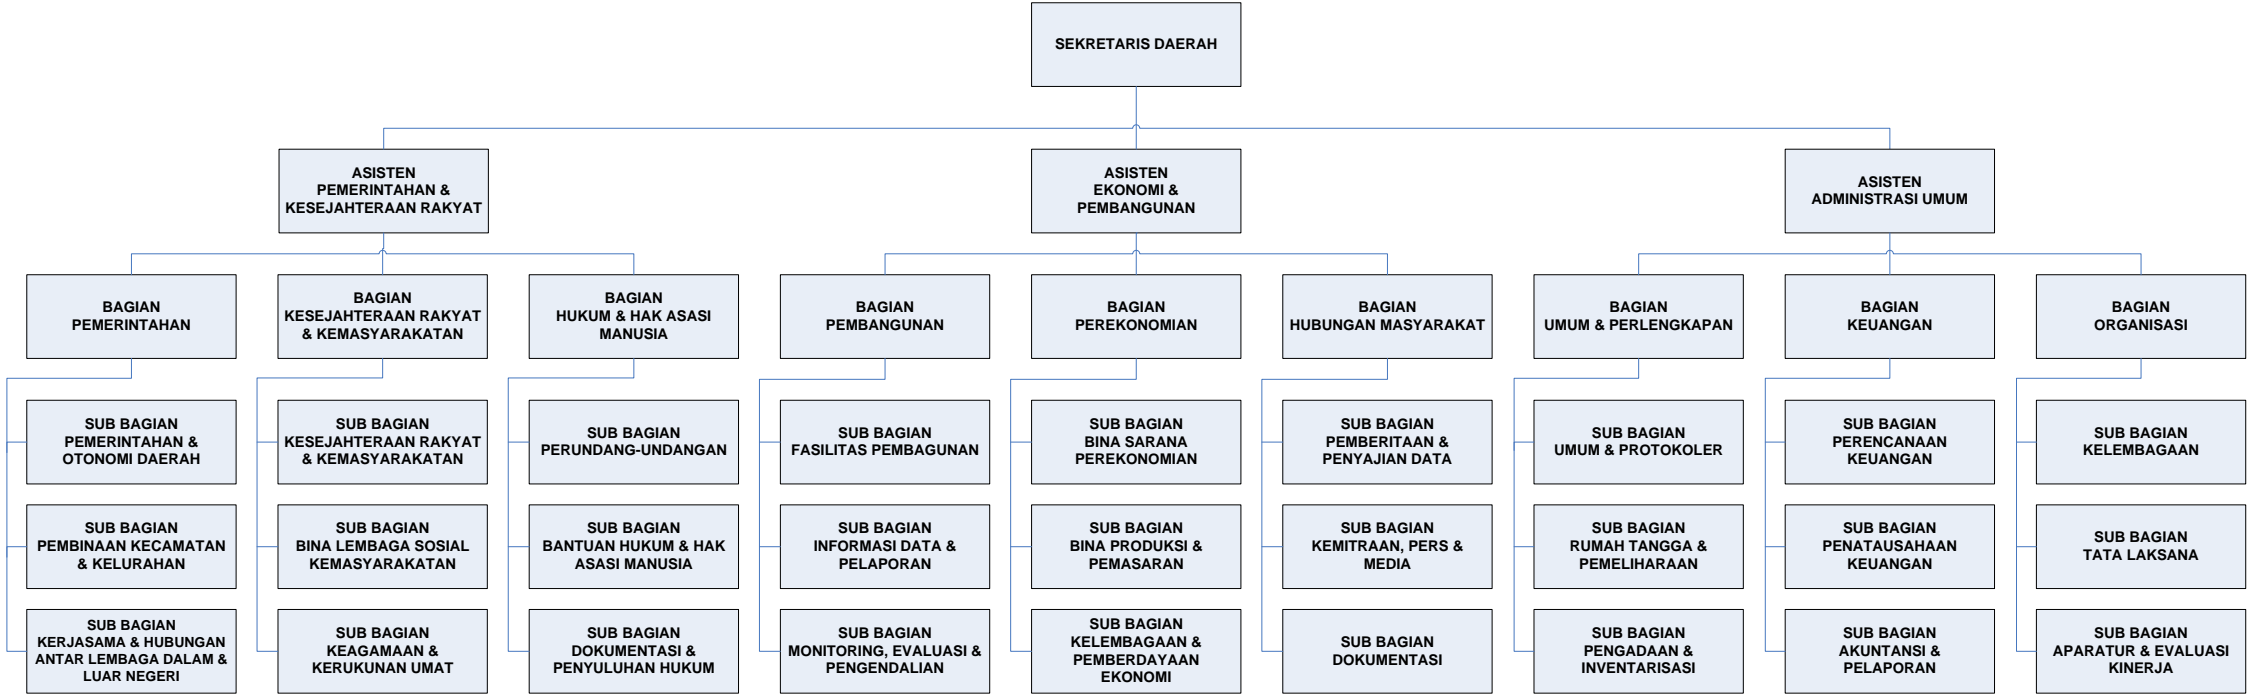 SEKRETARIS DAERAH
ASISTEN
PEMERINTAHAN &
KESEJAHTERAAN RAKYAT
ASISTEN
EKONOMI &
PEMBANGUNAN
ASISTEN
ADMINISTRASI UMUM
BAGIAN
PEMERINTAHAN
BAGIAN
KESEJAHTERAAN RAKYAT
& KEMASYARAKATAN
BAGIAN
HUKUM & HAK ASASI
MANUSIA
BAGIAN
PEMBANGUNAN
BAGIAN
PEREKONOMIAN
BAGIAN
HUBUNGAN MASYARAKAT
BAGIAN
UMUM & PERLENGKAPAN
BAGIAN
KEUANGAN
BAGIAN
ORGANISASI
SUB BAGIAN
PEMERINTAHAN &
OTONOMI DAERAH
SUB BAGIAN
KESEJAHTERAAN RAKYAT
& KEMASYARAKATAN
SUB BAGIAN
PERUNDANG-UNDANGAN
SUB BAGIAN
FASILITAS PEMBAGUNAN
SUB BAGIAN
BINA SARANA
PEREKONOMIAN
SUB BAGIAN
PEMBERITAAN &
PENYAJIAN DATA
SUB BAGIAN
UMUM & PROTOKOLER
SUB BAGIAN
PERENCANAAN
KEUANGAN
SUB BAGIAN
KELEMBAGAAN
SUB BAGIAN
PEMBINAAN KECAMATAN
& KELURAHAN
SUB BAGIAN
BINA LEMBAGA SOSIAL
KEMASYARAKATAN
SUB BAGIAN
BANTUAN HUKUM & HAK
ASASI MANUSIA
SUB BAGIAN
INFORMASI DATA &
PELAPORAN
SUB BAGIAN
BINA PRODUKSI &
PEMASARAN
SUB BAGIAN
KEMITRAAN, PERS &
MEDIA
SUB BAGIAN
RUMAH TANGGA &
PEMELIHARAAN
SUB BAGIAN
PENATAUSAHAAN
KEUANGAN
SUB BAGIAN
TATA LAKSANA
SUB BAGIAN
KERJASAMA & HUBUNGAN
ANTAR LEMBAGA DALAM &
LUAR NEGERI
SUB BAGIAN
KEAGAMAAN &
KERUKUNAN UMAT
SUB BAGIAN
DOKUMENTASI &
PENYULUHAN HUKUM
SUB BAGIAN
MONITORING, EVALUASI &
PENGENDALIAN
SUB BAGIAN
KELEMBAGAAN &
PEMBERDAYAAN
EKONOMI
SUB BAGIAN
DOKUMENTASI
SUB BAGIAN
PENGADAAN &
INVENTARISASI
SUB BAGIAN
AKUNTANSI &
PELAPORAN
SUB BAGIAN
APARATUR & EVALUASI
KINERJA